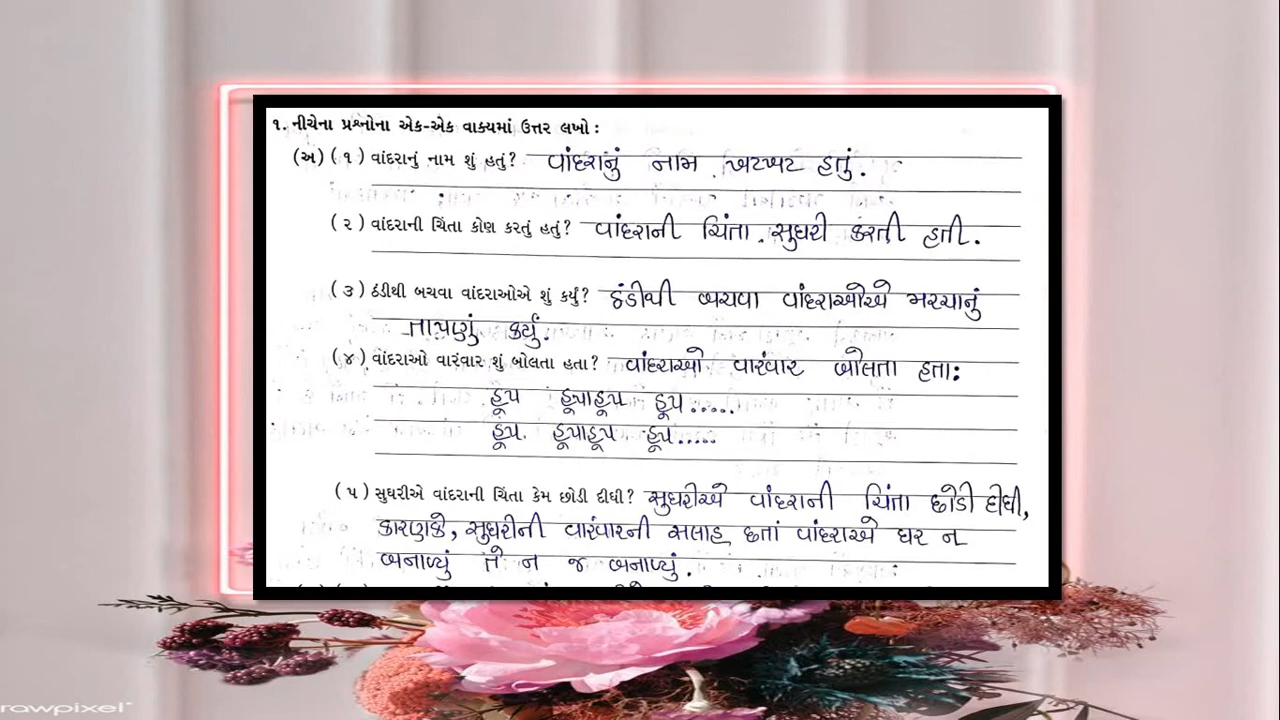 ૧. નીચેના પ્રશ્નોના એક-એક વાક્યમાં ઉત્તર લખો :
(અ) (૧) વાંદરાનું નામ શું હતું? વાંદરાનું નામ ખટખટ હતું.
(૨) વાંદરાની ચિંતા કોણ કરતું હતું? વાંદરાની ચિંતા સુઘરી કરતી હતી.
(૩) ઠંડીથી બચવા વાંદરાઓએ શું કર્યું? ઠંડીથી બચવા વાંદરાઓએ મરચાનું
તાપણું કર્યું.
(૪) વાંદરાઓ વારંવાર શું બોલતા હતા? વાંદરાઓ વારંવાર બોલતા હતા:
હૂપ હૂપાહૂપ હૂપ.....
હૂપ હૂપાહૂપ હૂપ.....
(૫) સુઘરીએ વાંદરાની ચિંતા કેમ છોડી દીધી? સુઘરીએ વાંદરાની ચિંતા છોડી દીધી,
કારણકે, સુઘરીની વારંવારની સલાહ છતાં વાંદરાએ ઘર ન
બનાવ્યું તે ન જ બનાવ્યું.
rawpixel